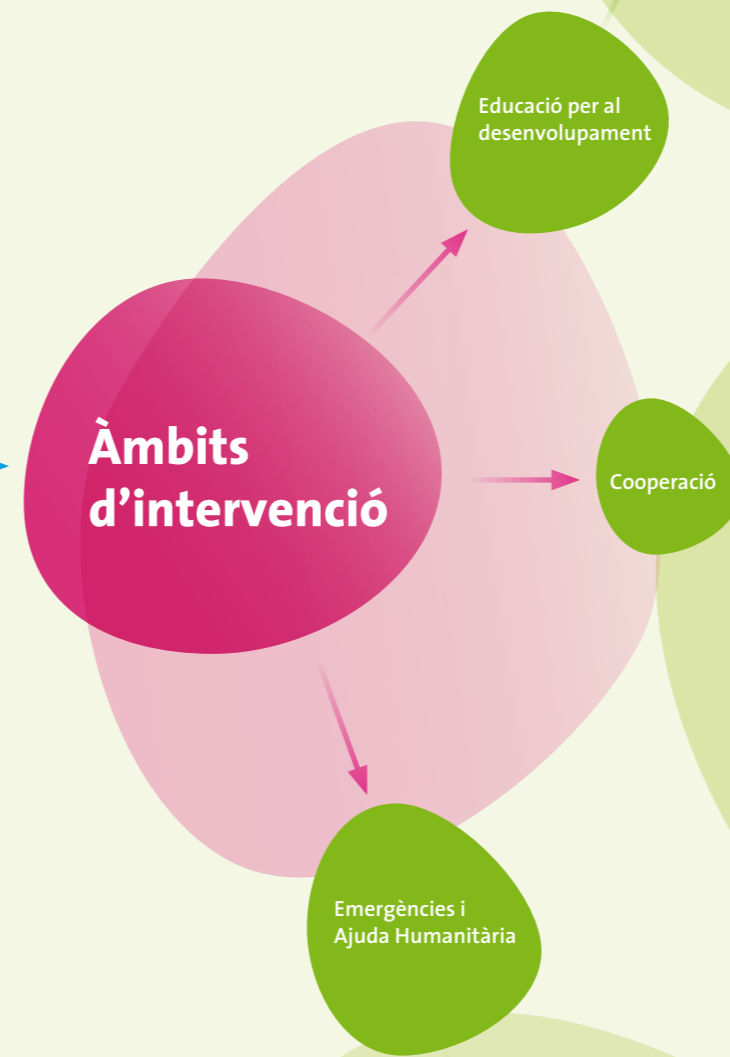 Educació per al
desenvolupament
Àmbits
d’intervenció
Cooperació
Emergències i
Ajuda Humanitària